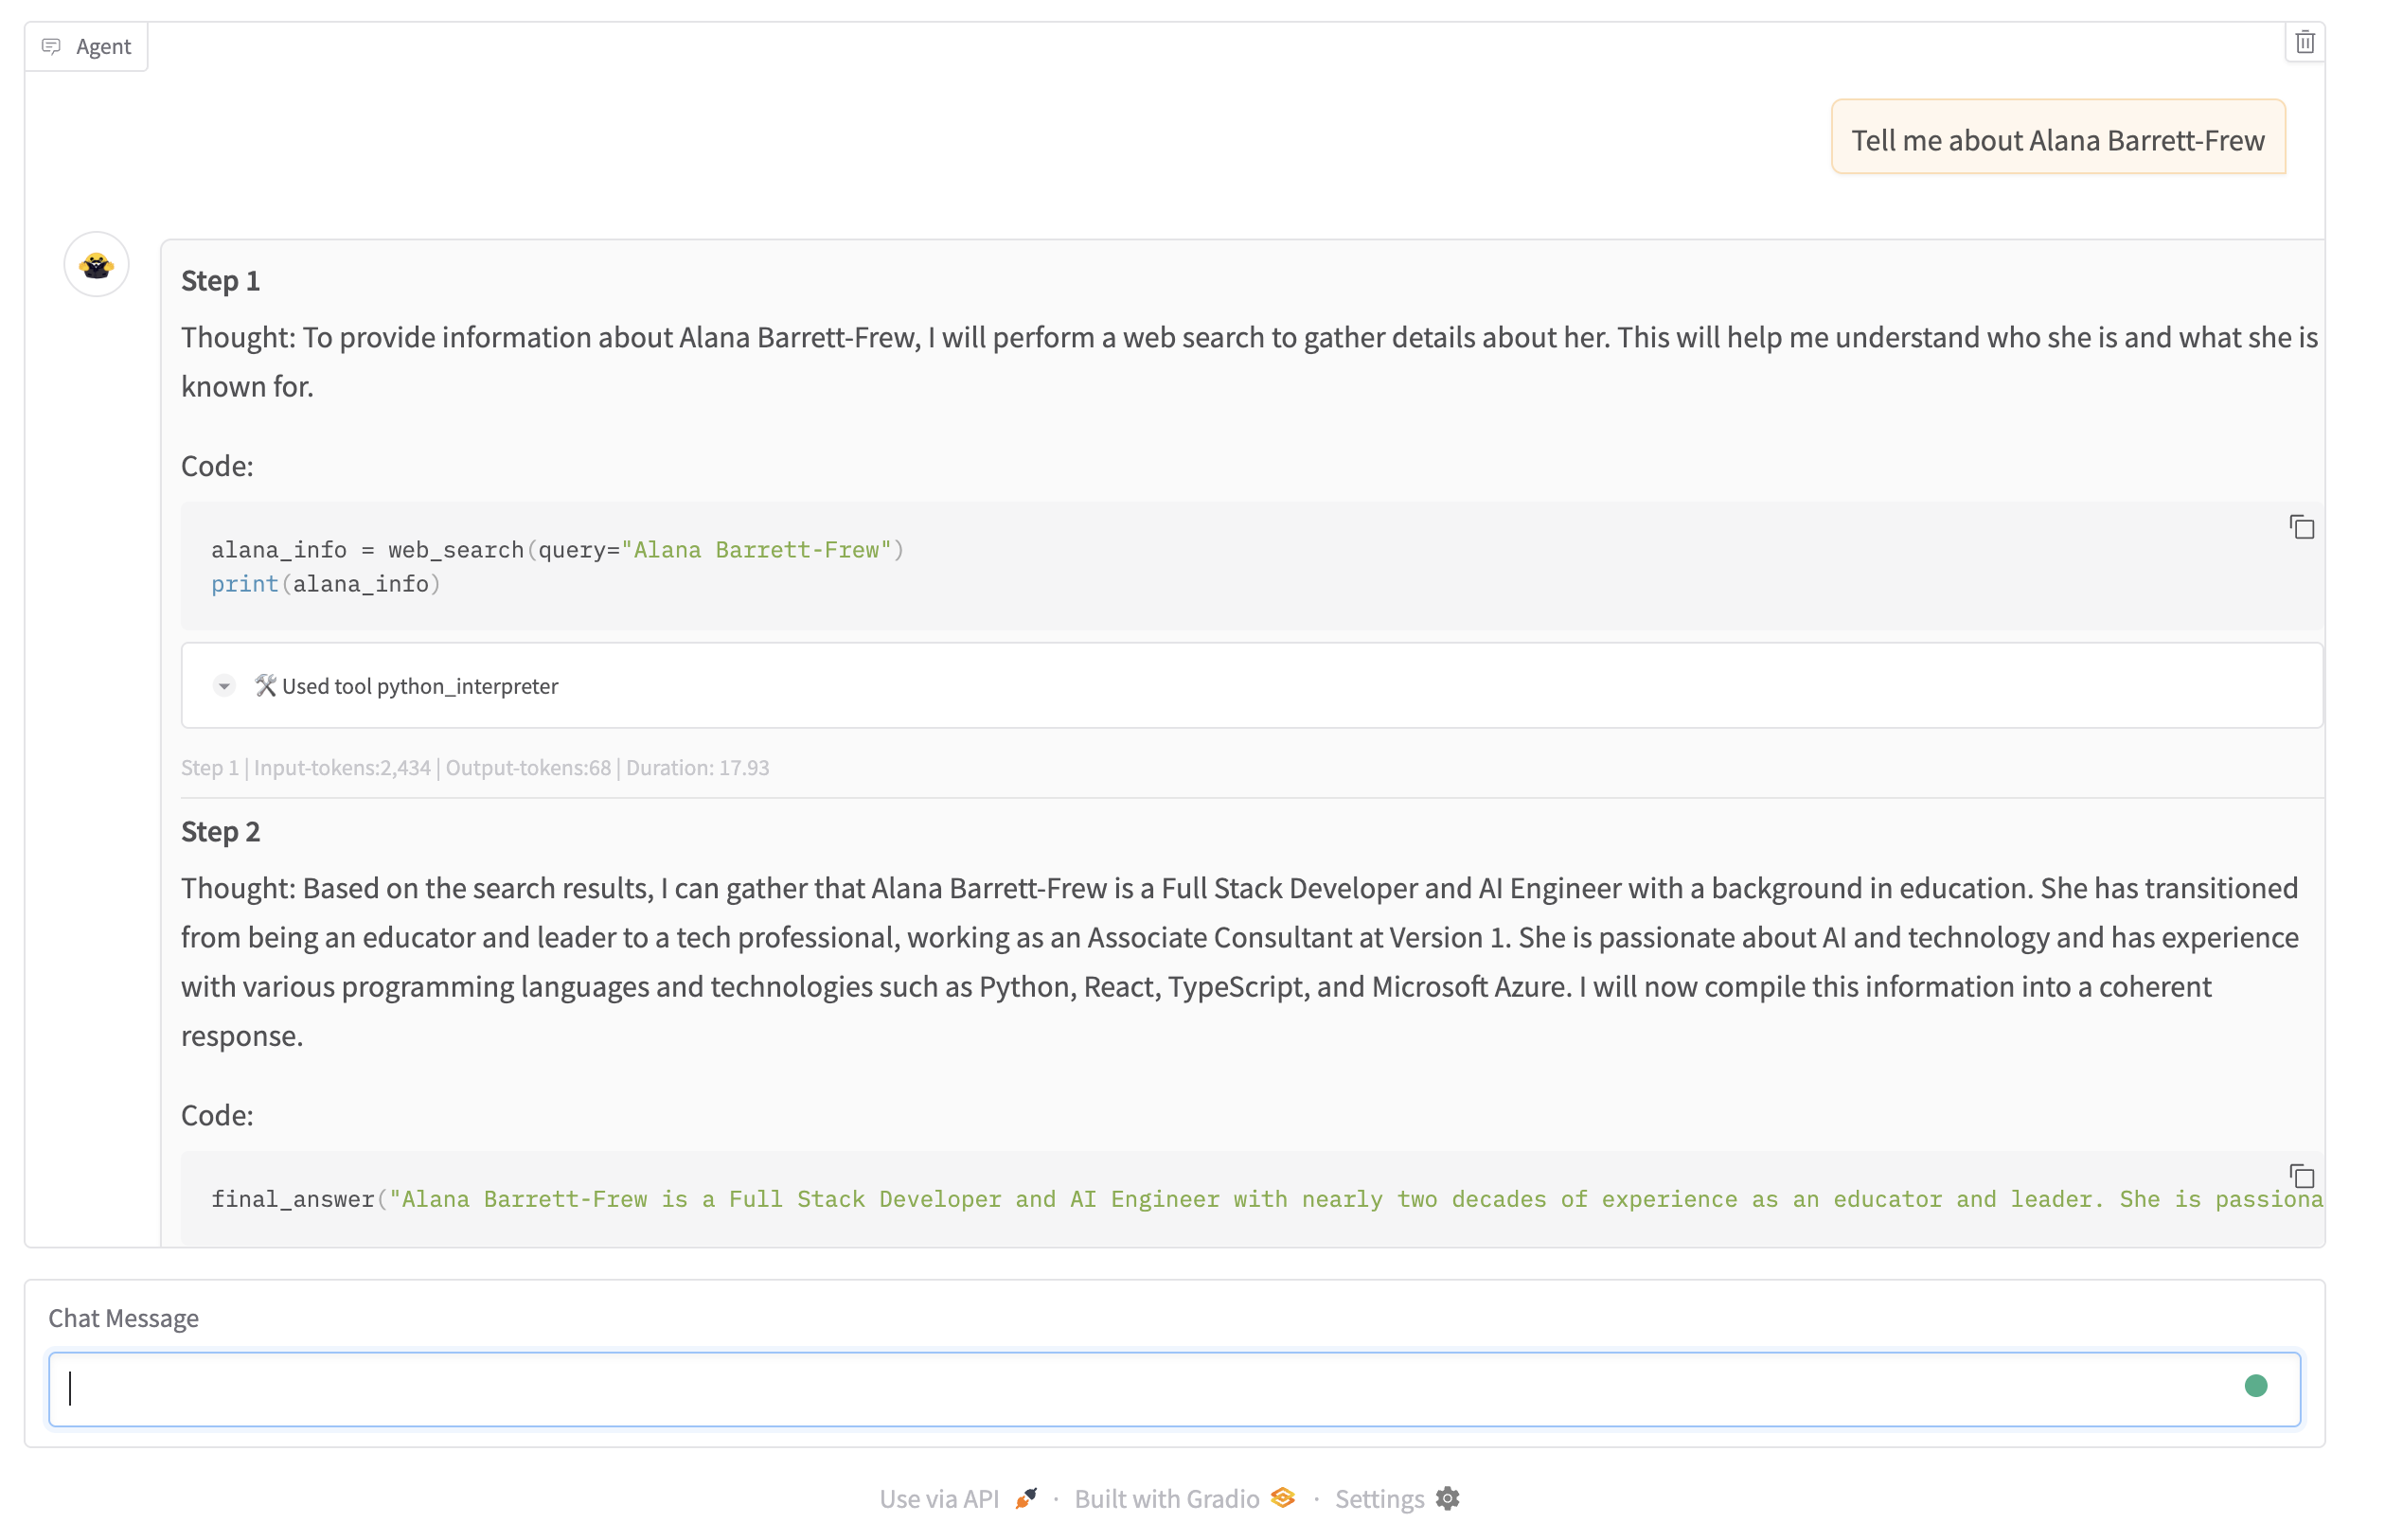 Agent
Tell me about Alana Barrett-Frew
Step 1
Thought: To provide information about Alana Barrett-Frew, I will perform a web search to gather details about her. This will help me understand who she is and what she is
known for.
Code:
alana_info = web_search(query="Alana Barrett-Frew")
print(alana_info)
🛠️ Used tool python_interpreter
Step 1 | Input-tokens:2,434 | Output-tokens:68 | Duration: 17.93
Step 2
Thought: Based on the search results, I can gather that Alana Barrett-Frew is a Full Stack Developer and AI Engineer with a background in education. She has transitioned
from being an educator and leader to a tech professional, working as an Associate Consultant at Version 1. She is passionate about AI and technology and has experience
with various programming languages and technologies such as Python, React, TypeScript, and Microsoft Azure. I will now compile this information into a coherent
response.
Code:
final_answer("Alana Barrett-Frew is a Full Stack Developer and AI Engineer with nearly two decades of experience as an educator and leader. She is passiona
Chat Message
Use via API · Built with Gradio · Settings